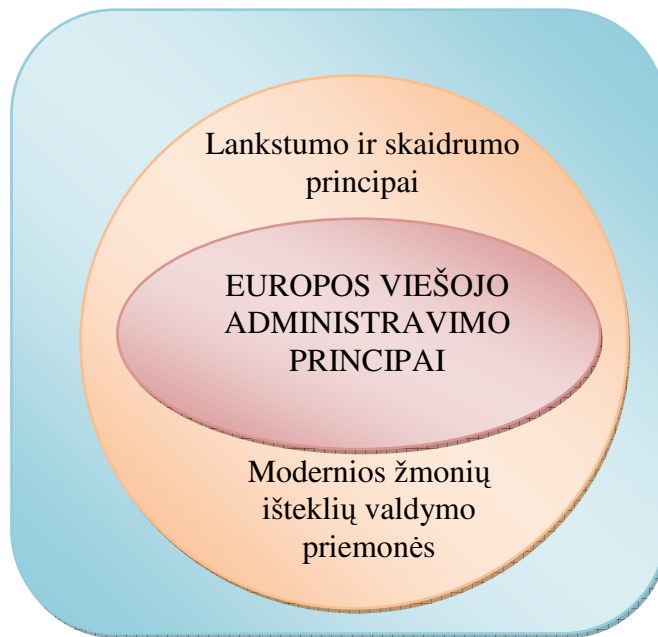 Lankstumo ir skaidrumo
principai
EUROPOS VIEŠOJO
ADMINISTRAVIMO
PRINCIPAI
Modernios žmonių
išteklių valdymo
priemonės